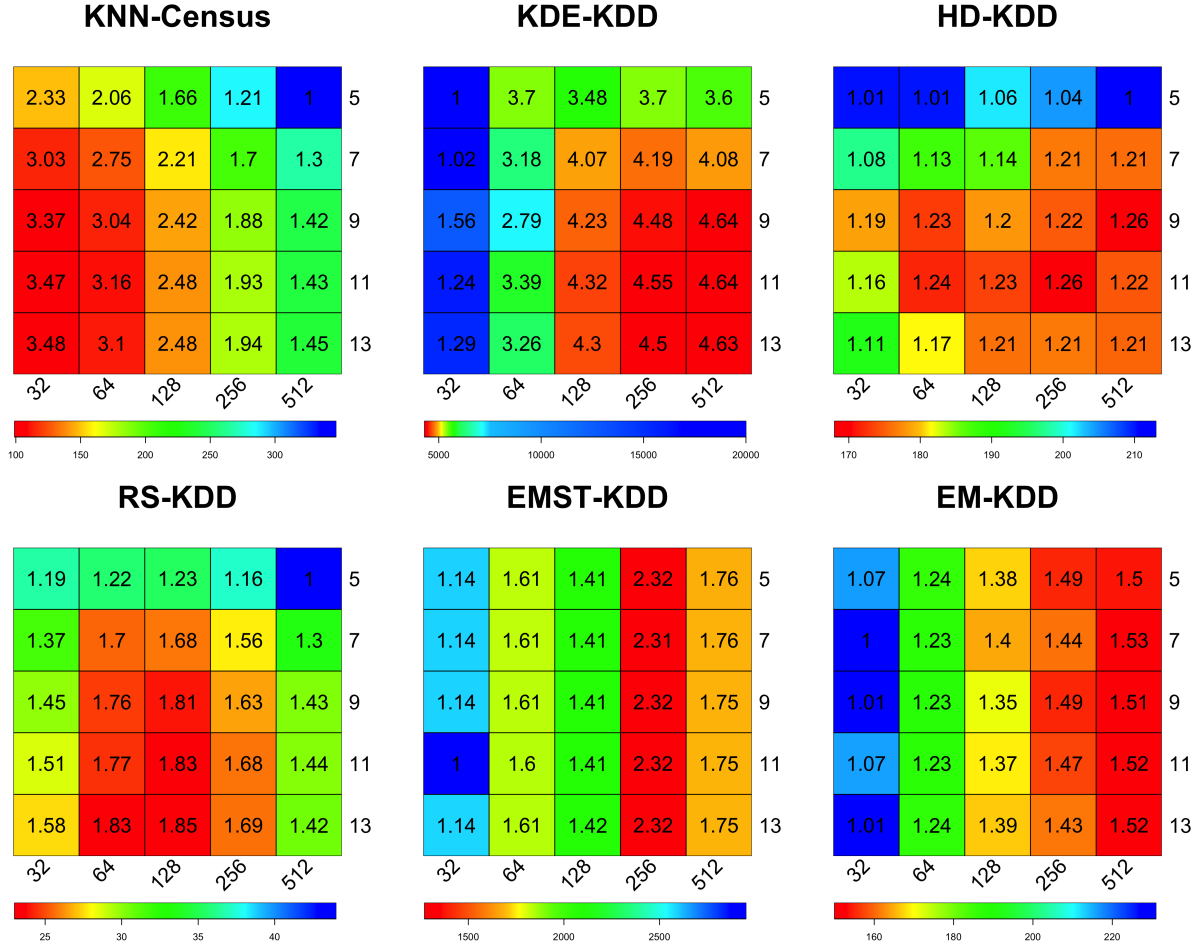 KNN-Census KDE-KDD HD-KDD
2.33 2.06 1.66 1.21 1 5 1 3.7 3.48 3.7 3.6 5 1.01 1.01 1.06 1.04 1 5
3.03 2.75 2.21 1.7 1.3 7 1.02 3.18 4.07 4.19 4.08 7 1.08 1.13 1.14 1.21 1.21 7
3.37 3.04 2.42 1.88 1.42 9 1.56 2.79 4.23 4.48 4.64 9 1.19 1.23 1.2 1.22 1.26 9
3.47 3.16 2.48 1.93 1.43 11 1.24 3.39 4.32 4.55 4.64 11 1.16 1.24 1.23 1.26 1.22 11
3.48 3.1 2.48 1.94 1.45 13 1.29 3.26 4.3 4.5 4.63 13 1.11 1.17 1.21 1.21 1.21 13
32 64 128 256 512 32 64 128 256 512 32 64 128 256 512
100 150 200 250 300 5000 10000 15000 20000 170 180 190 200 210
RS-KDD EMST-KDD EM-KDD
1.19 1.22 1.23 1.16 1 5 1.14 1.61 1.41 2.32 1.76 5 1.07 1.24 1.38 1.49 1.5 5
1.37 1.7 1.68 1.56 1.3 7 1.14 1.61 1.41 2.31 1.76 7 1 1.23 1.4 1.44 1.53 7
1.45 1.76 1.81 1.63 1.43 9 1.14 1.61 1.41 2.32 1.75 9 1.01 1.23 1.35 1.49 1.51 9
1.51 1.77 1.83 1.68 1.44 11 1 1.6 1.41 2.32 1.75 11 1.07 1.23 1.37 1.47 1.52 11
1.58 1.83 1.85 1.69 1.42 13 1.14 1.61 1.42 2.32 1.75 13 1.01 1.24 1.39 1.43 1.52 13
32 64 128 256 512 32 64 128 256 512 32 64 128 256 512
25 30 35 40 1500 2000 2500 160 180 200 220